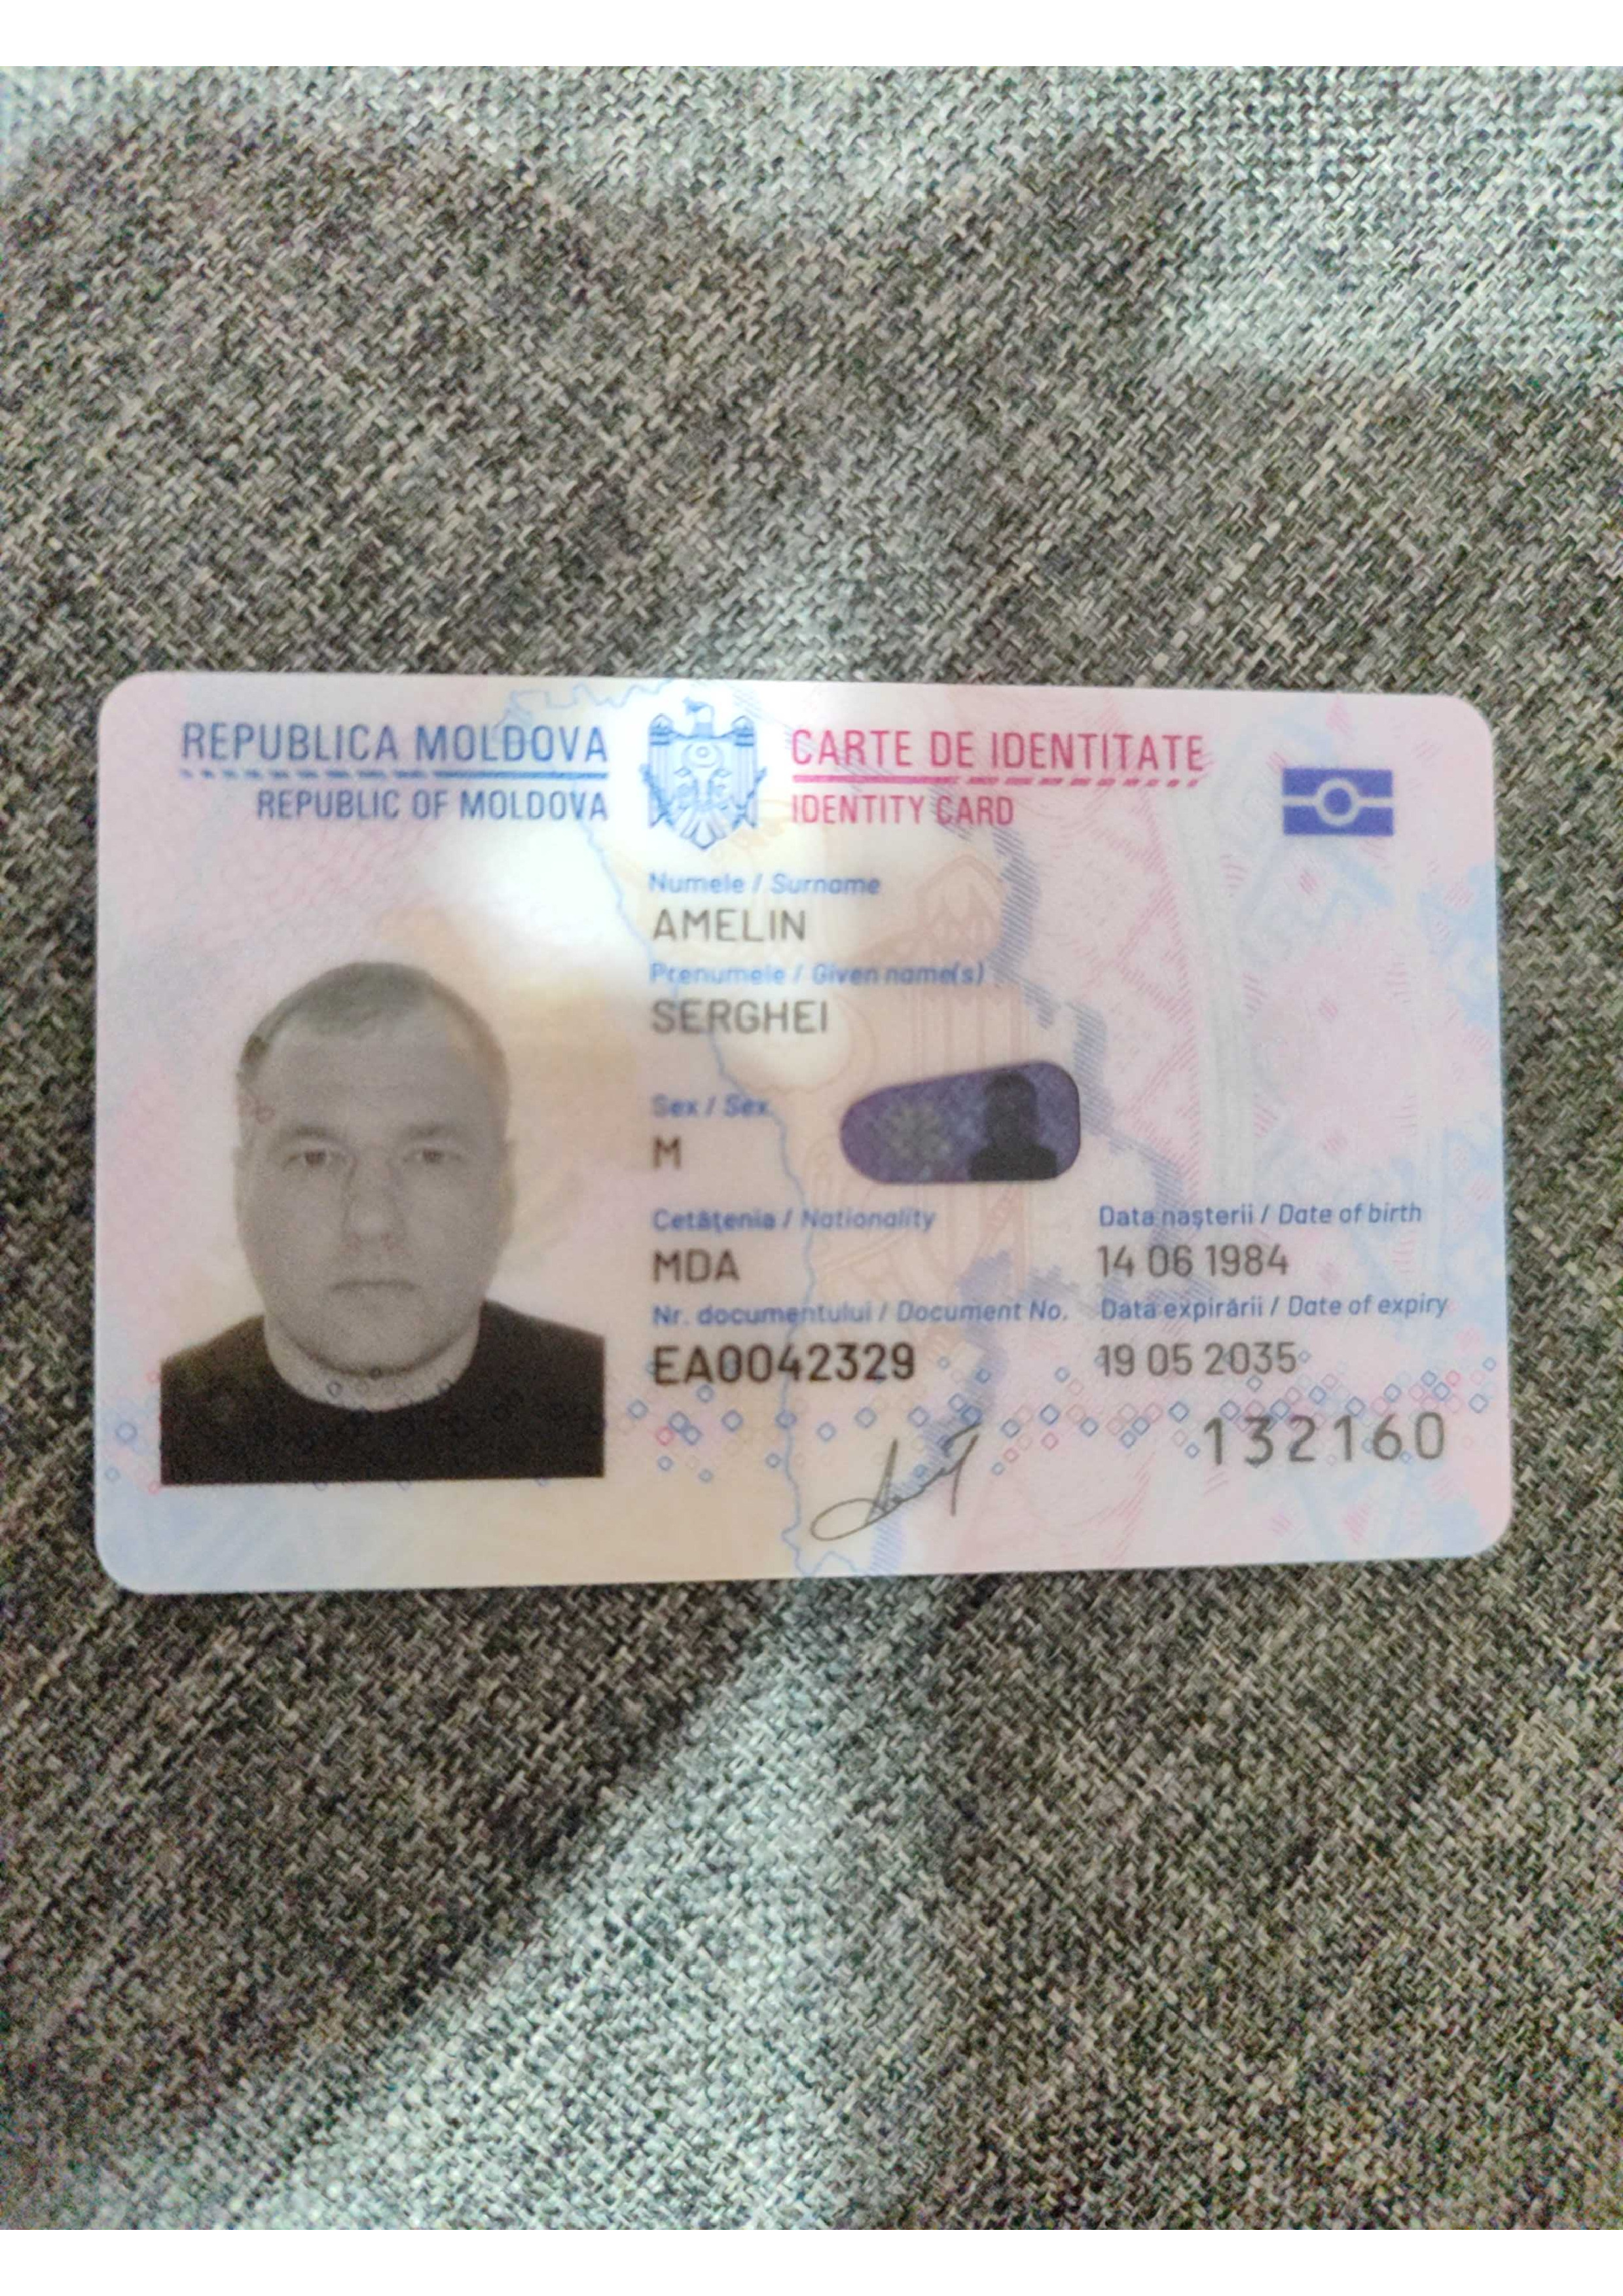 REPUBLICA MOLDOVA
REPUBLIC OF MOLDOVA
CARTE DE IDENTITATE
IDENTITY CARD
Numele / Surname
AMELIN
Prenumele / Given name(s)
SERGHEI
Sex / Sex
M
Cetăţenia / Nationality
MDA
Data naşterii / Date of birth
14 06 1984
Nr. documentului / Document No.
EA0042329
Data expirării / Date of expiry
19 05 2035
132160